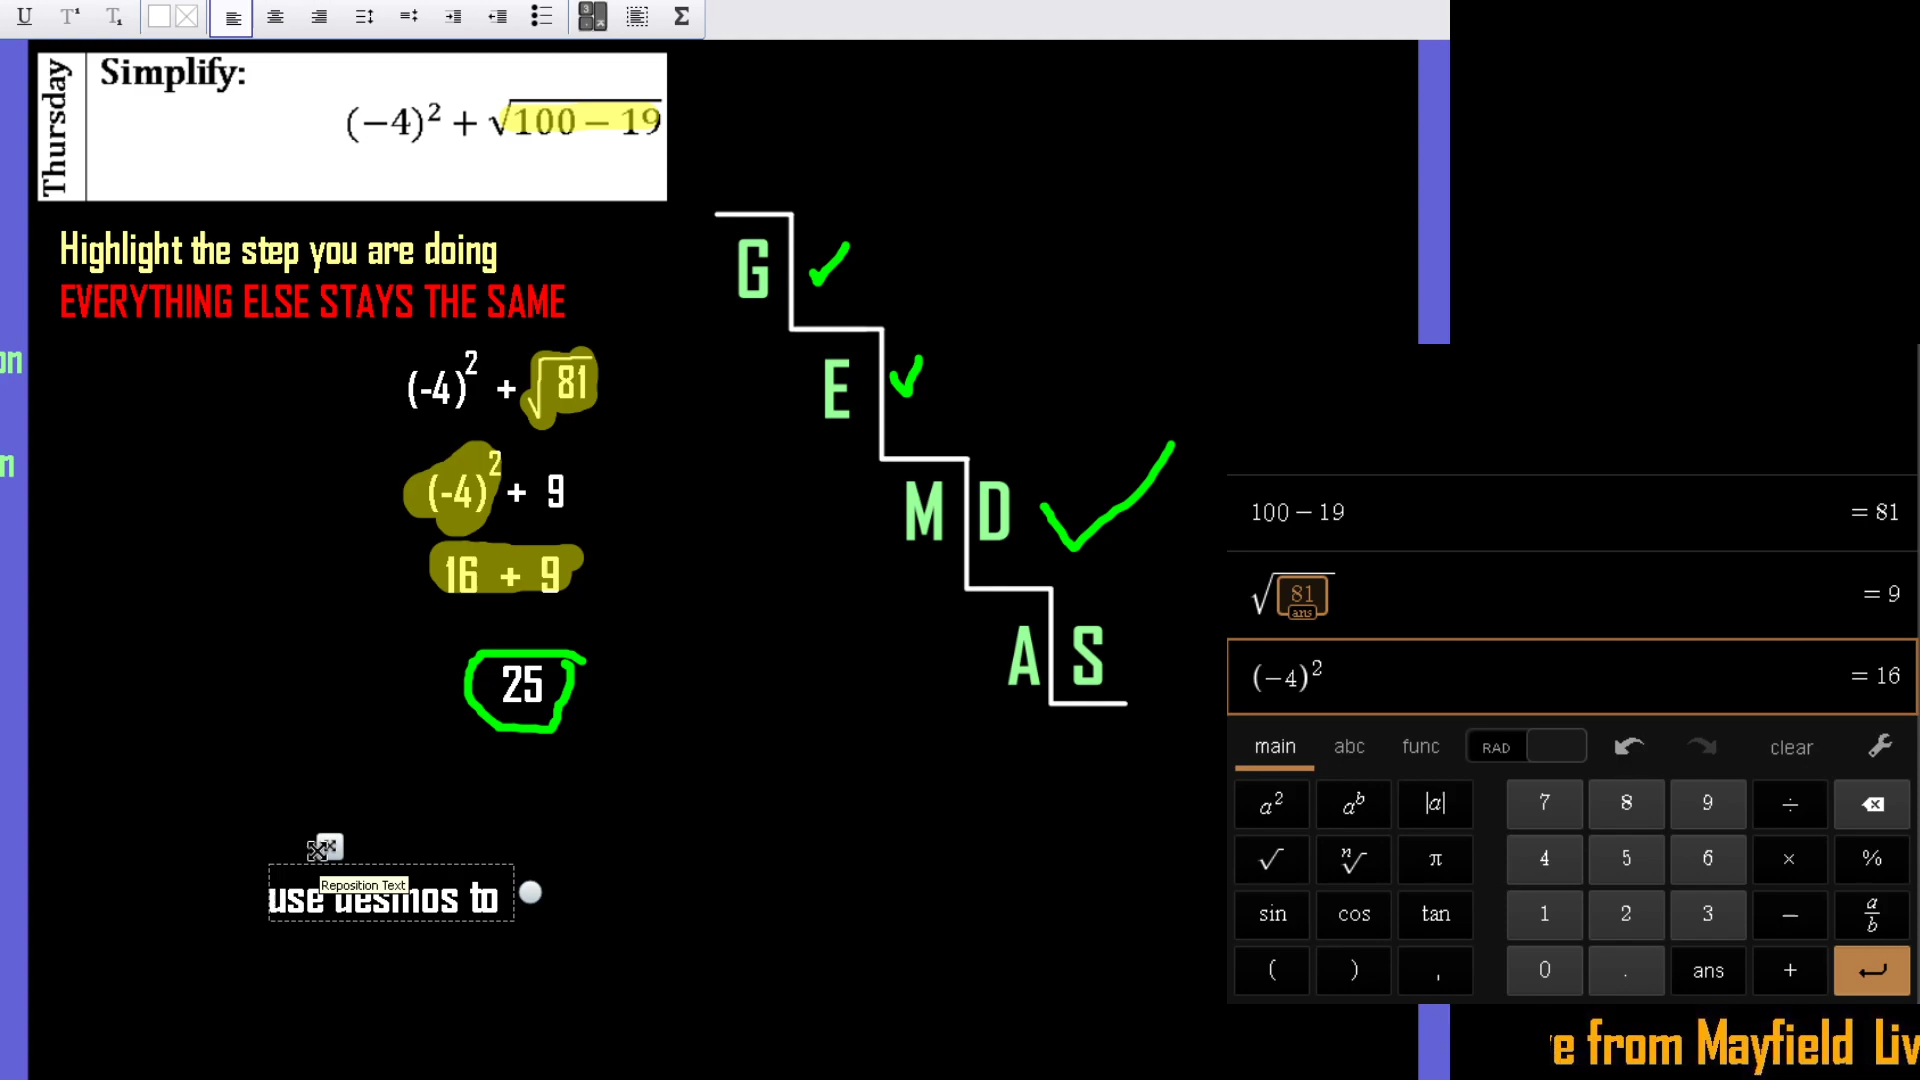 Thursday
Simplify:
(−4)² + √100 − 19
Highlight the step you are doing
EVERYTHING ELSE STAYS THE SAME
on
n
(-4)² + √81
(-4)² + 9
16 + 9
25
Reposition Text
use desmos to
G
E
M D
A S
100 − 19 = 81
√81 = 9
ans
(−4)² = 16
main abc func RAD clear
a² aᵇ |a| 7 8 9 ÷
√ ⁿ√ π 4 5 6 × %
sin cos tan 1 2 3 − a/b
( ) , 0 . ans +
e from Mayfield Liv